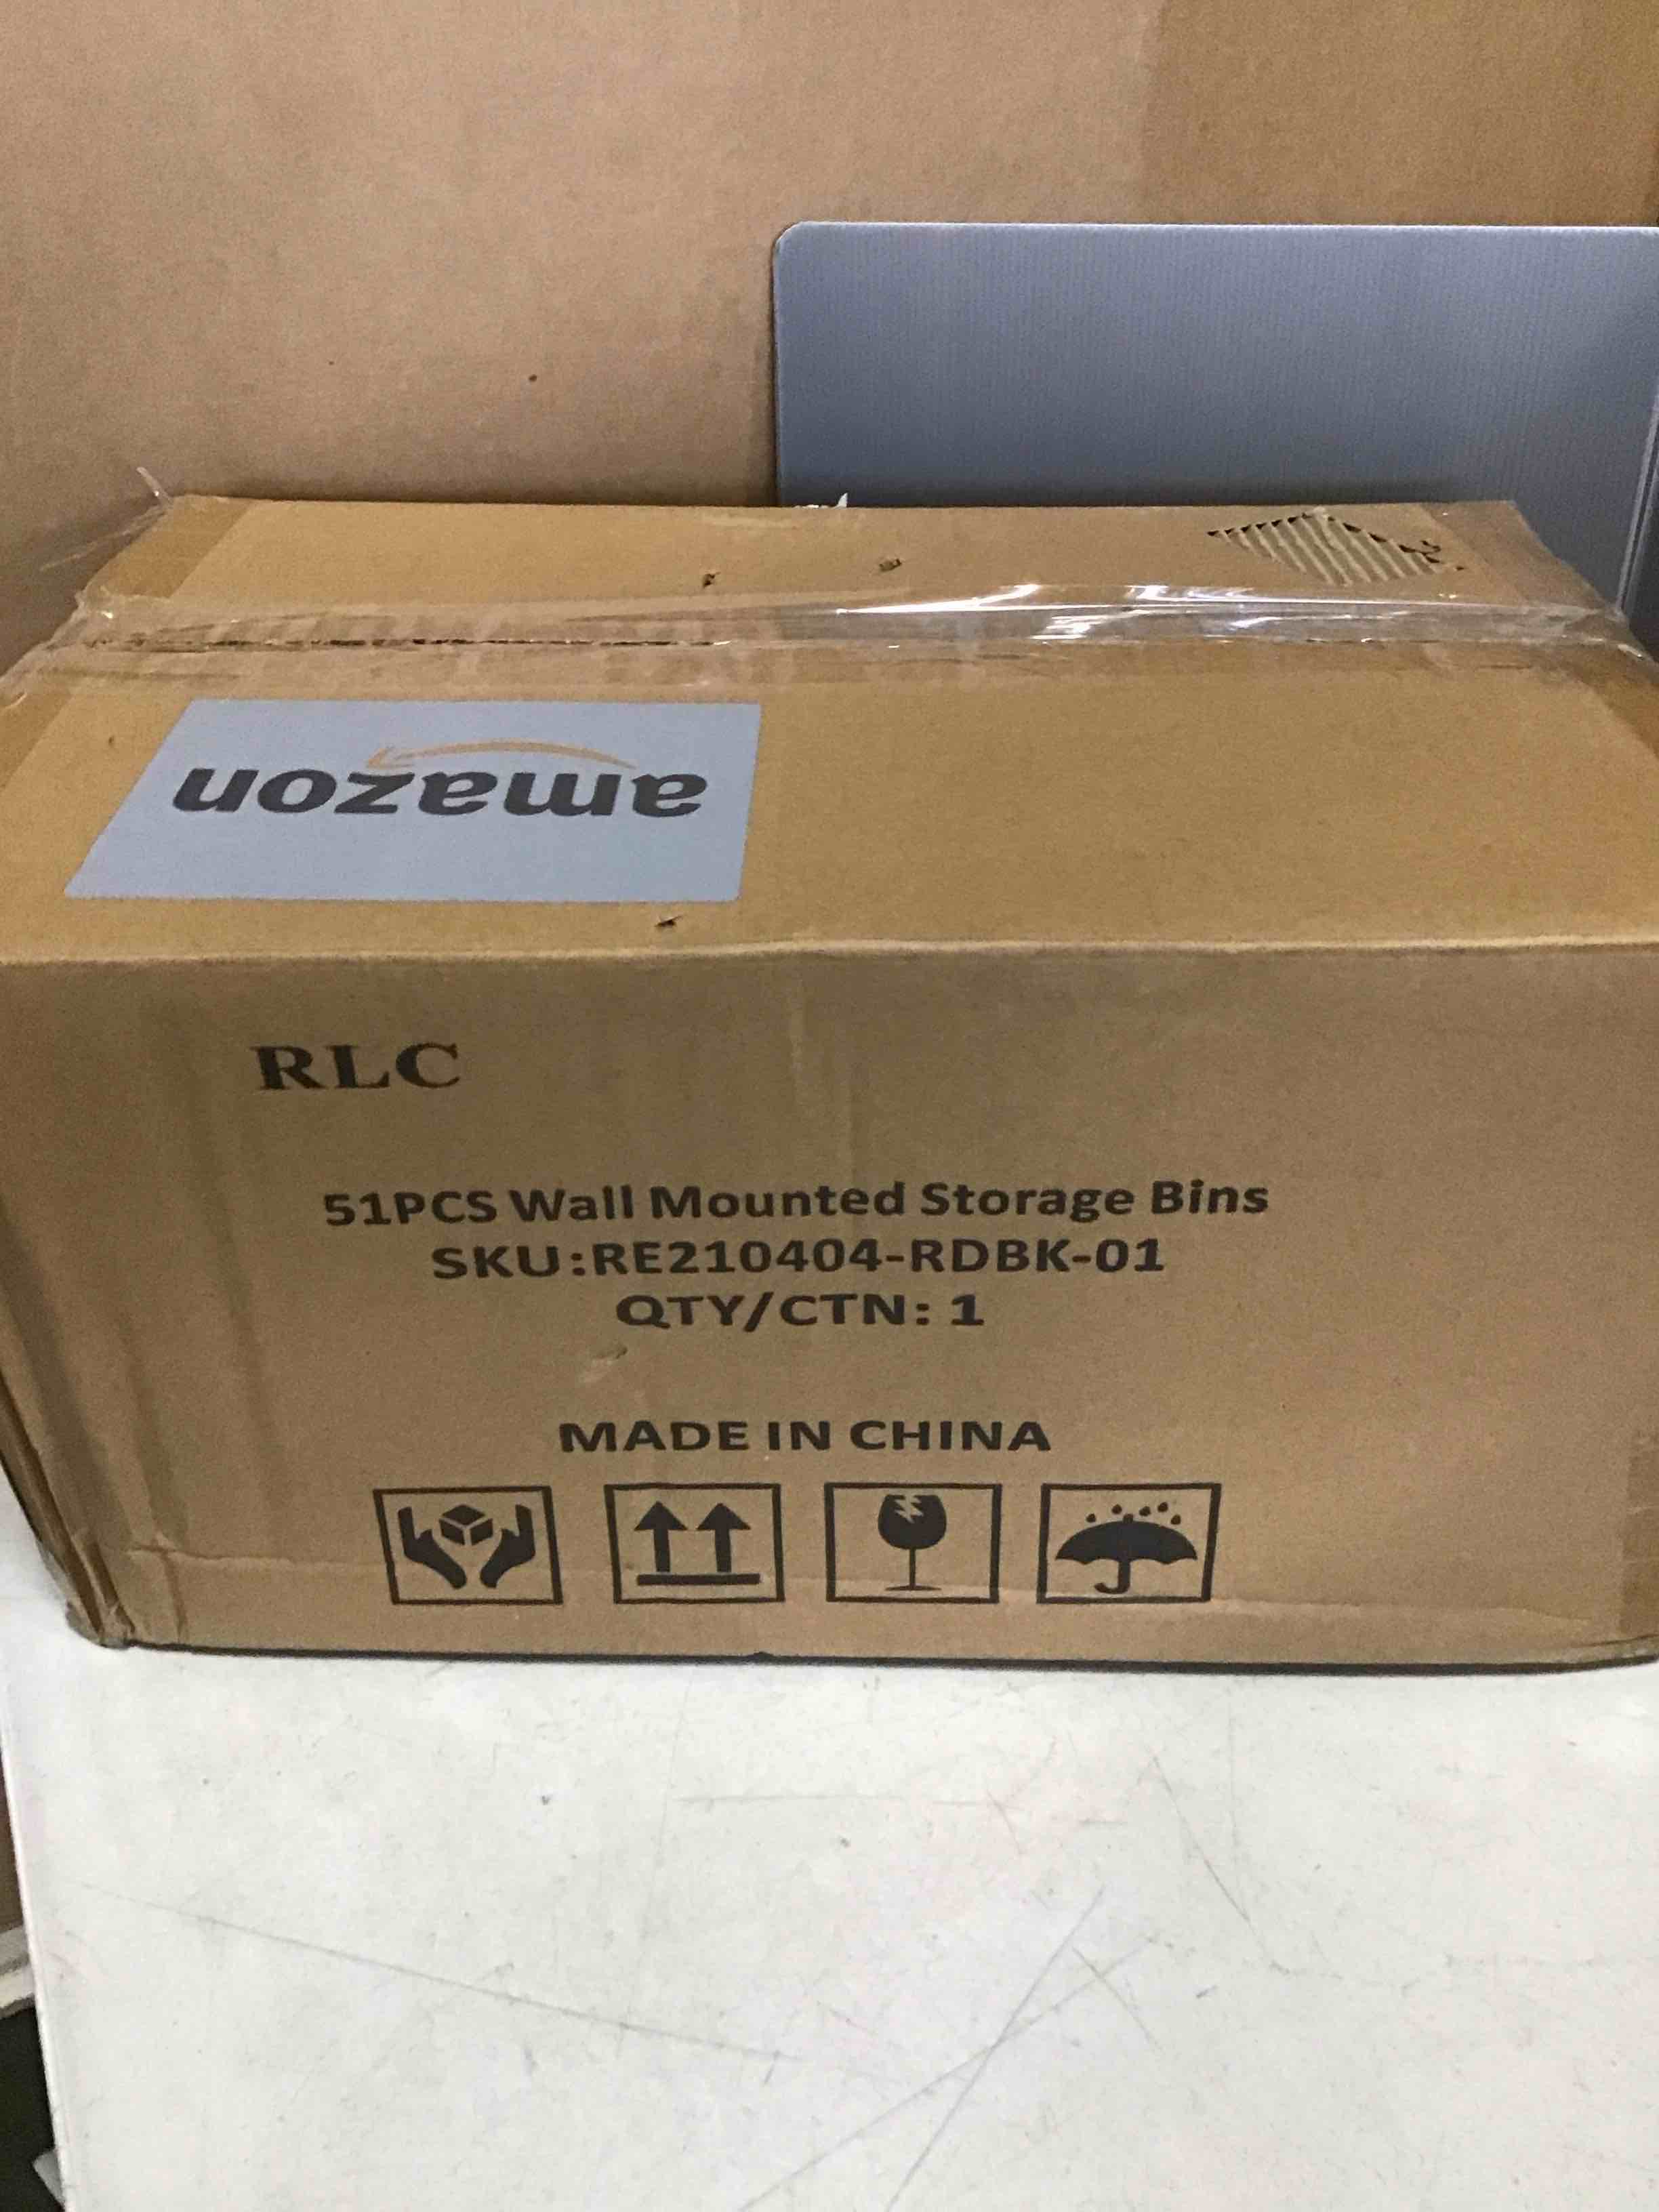 amazon
RLC
51PCS Wall Mounted Storage Bins
SKU:RE210404-RDBK-01
QTY/CTN: 1
MADE IN CHINA